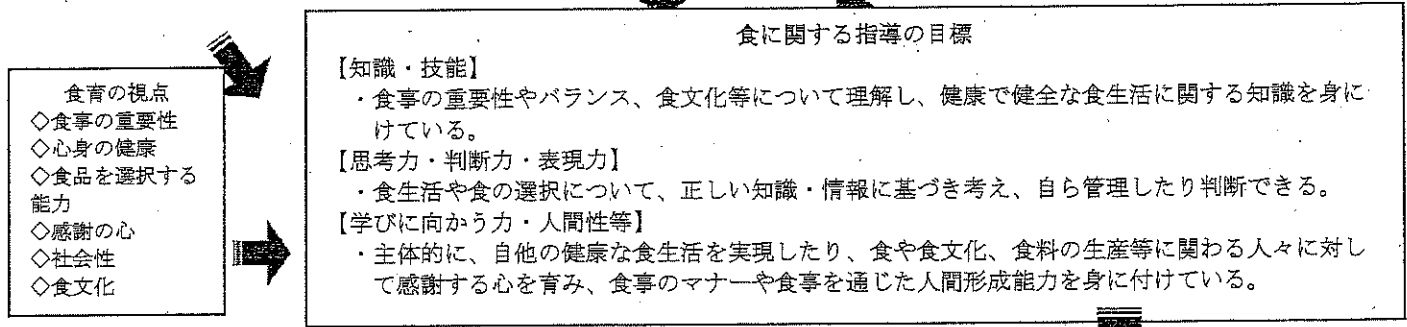 食育の視点
◇食事の重要性
◇心身の健康
◇食品を選択する
能力
◇感謝の心
◇社会性
◇食文化
食に関する指導の目標
【知識・技能】
・食事の重要性やバランス、食文化等について理解し、健康で健全な食生活に関する知識を身に
けている。
【思考力・判断力・表現力】
・食生活や食の選択について、正しい知識・情報に基づき考え、自ら管理したり判断できる。
【学びに向かう力・人間性等】
・主体的に、自他の健康な食生活を実現したり、食や食文化、食料の生産等に関わる人々に対し
て感謝する心を育み、食事のマナーや食事を通じた人間形成能力を身に付けている。